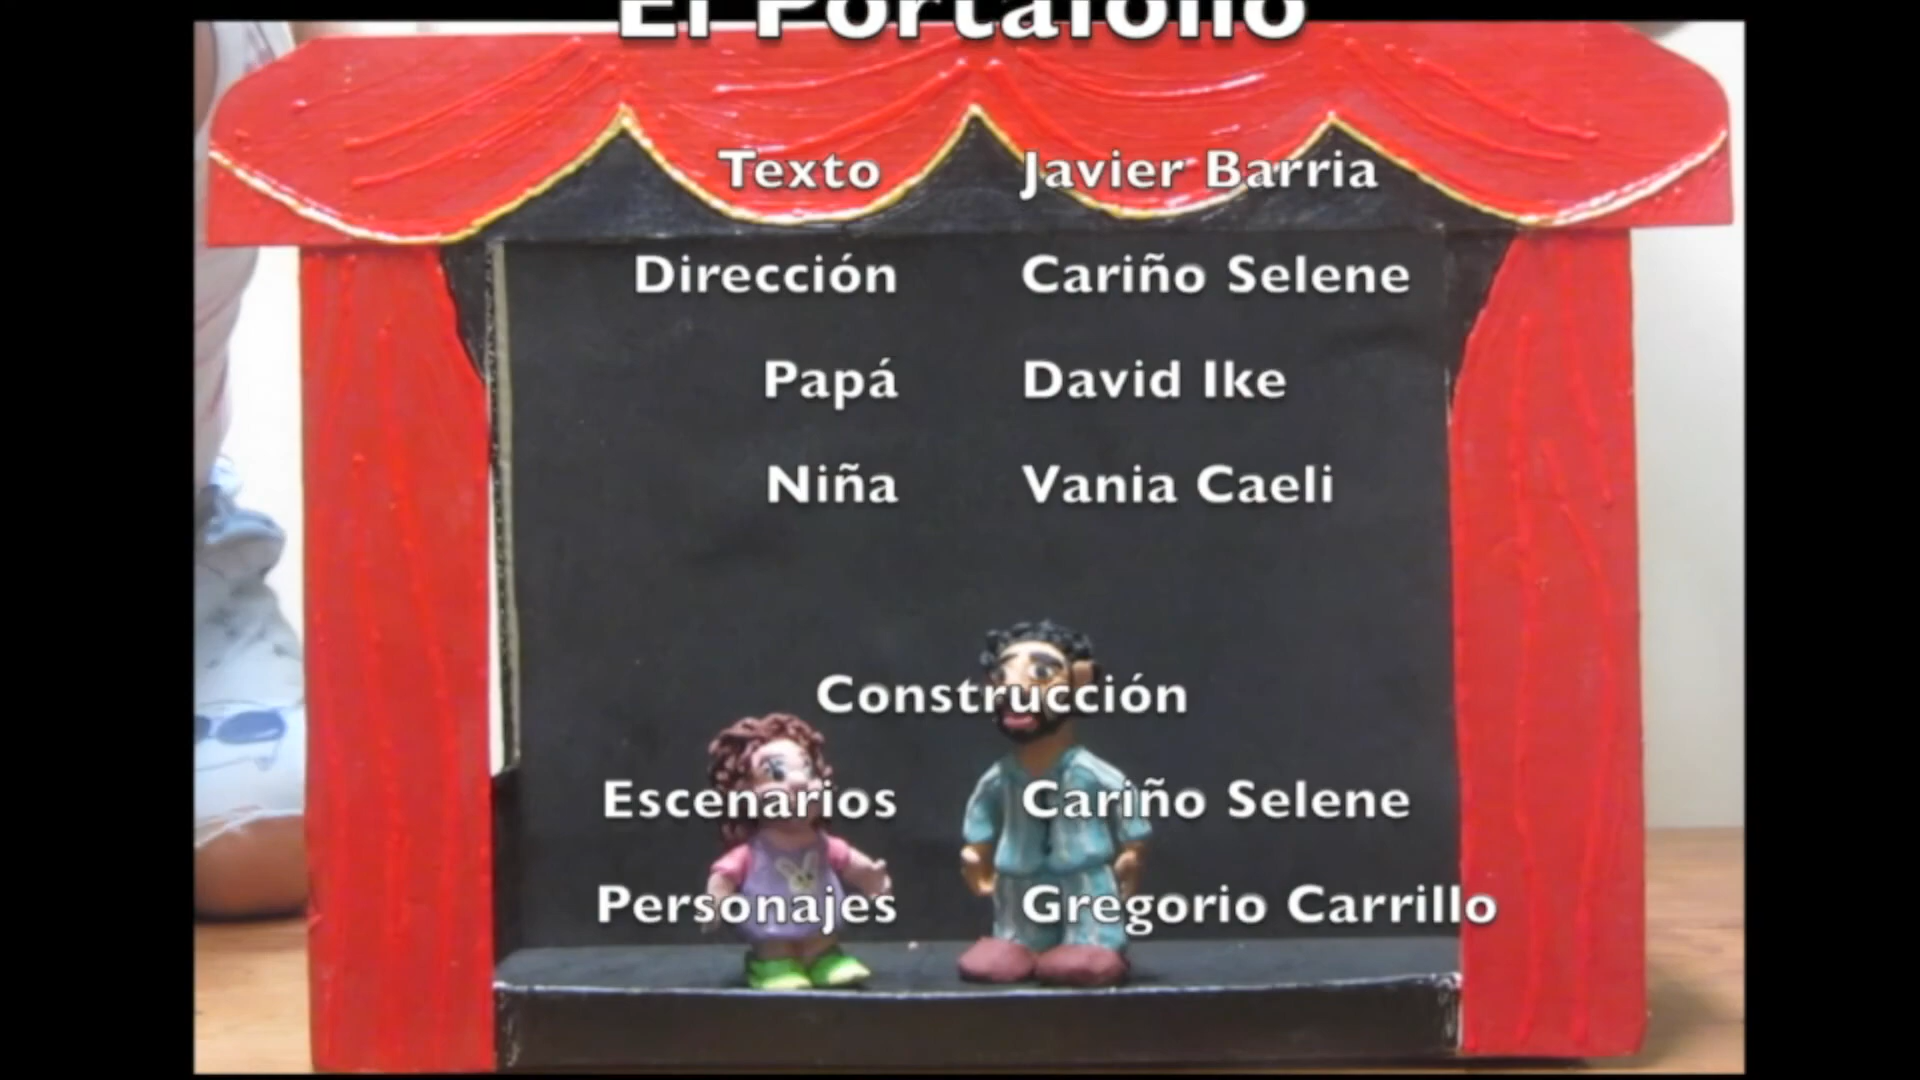 El Portafolio
Texto Javier Barria
Dirección Cariño Selene
Papá David Ike
Niña Vania Caeli
Construcción
Escenarios Cariño Selene
Personajes Gregorio Carrillo